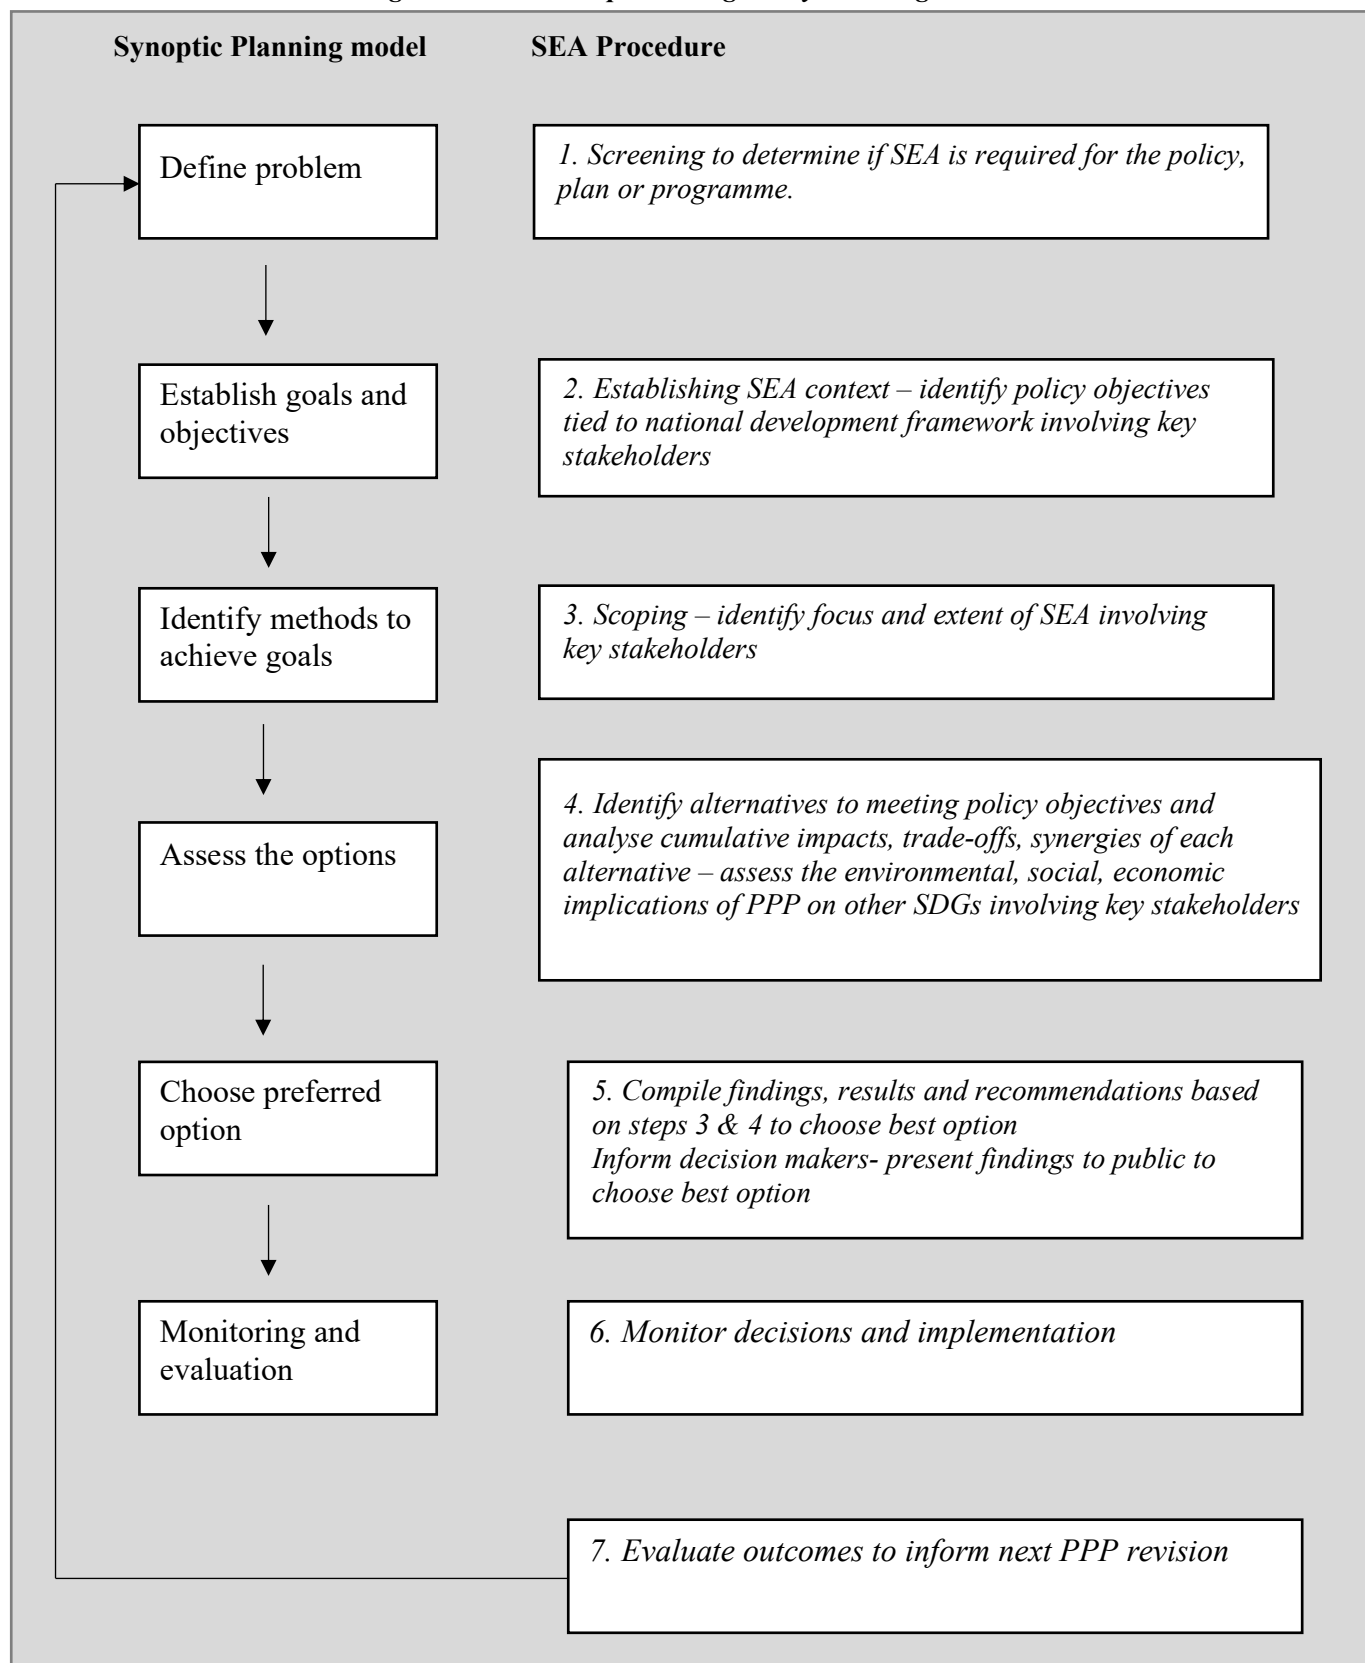 Synoptic Planning model
SEA Procedure
Define problem
1. Screening to determine if SEA is required for the policy,
plan or programme.
Establish goals and
objectives
2. Establishing SEA context – identify policy objectives
tied to national development framework involving key
stakeholders
Identify methods to
achieve goals
3. Scoping – identify focus and extent of SEA involving
key stakeholders
Assess the options
4. Identify alternatives to meeting policy objectives and
analyse cumulative impacts, trade-offs, synergies of each
alternative – assess the environmental, social, economic
implications of PPP on other SDGs involving key stakeholders
Choose preferred
option
5. Compile findings, results and recommendations based
on steps 3 & 4 to choose best option
Inform decision makers- present findings to public to
choose best option
Monitoring and
evaluation
6. Monitor decisions and implementation
7. Evaluate outcomes to inform next PPP revision